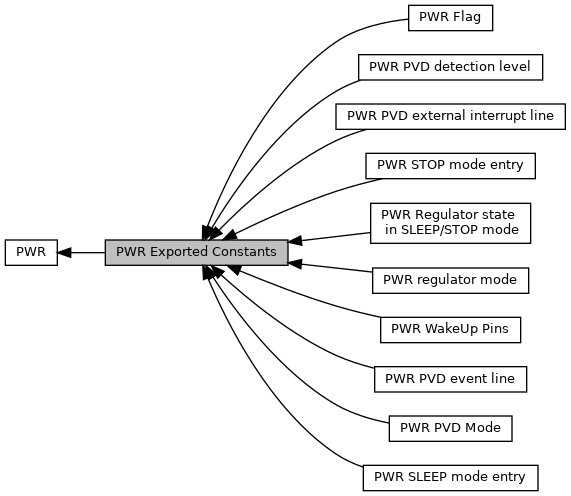 PWR Flag
PWR PVD detection level
PWR PVD external interrupt line
PWR STOP mode entry
PWR Regulator state
in SLEEP/STOP mode
PWR
PWR Exported Constants
PWR regulator mode
PWR WakeUp Pins
PWR PVD event line
PWR PVD Mode
PWR SLEEP mode entry